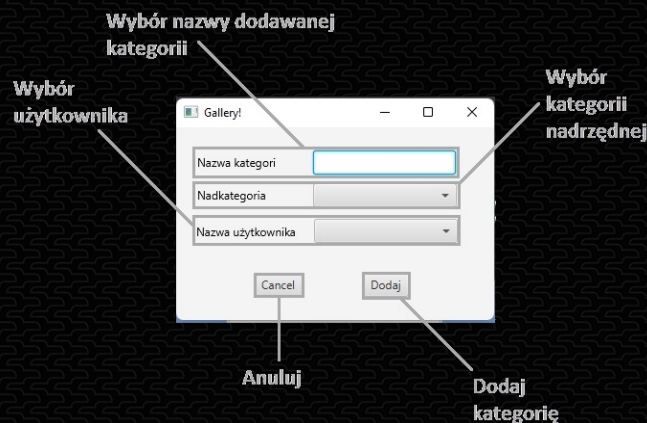 Wybór nazwy dodawanej
kategorii
Wybór
użytkownika
Wybór
kategorii
nadrzędnej
Gallery!
Nazwa kategori
Nadkategoria
Nazwa użytkownika
Cancel
Dodaj
Anuluj
Dodaj
kategorię